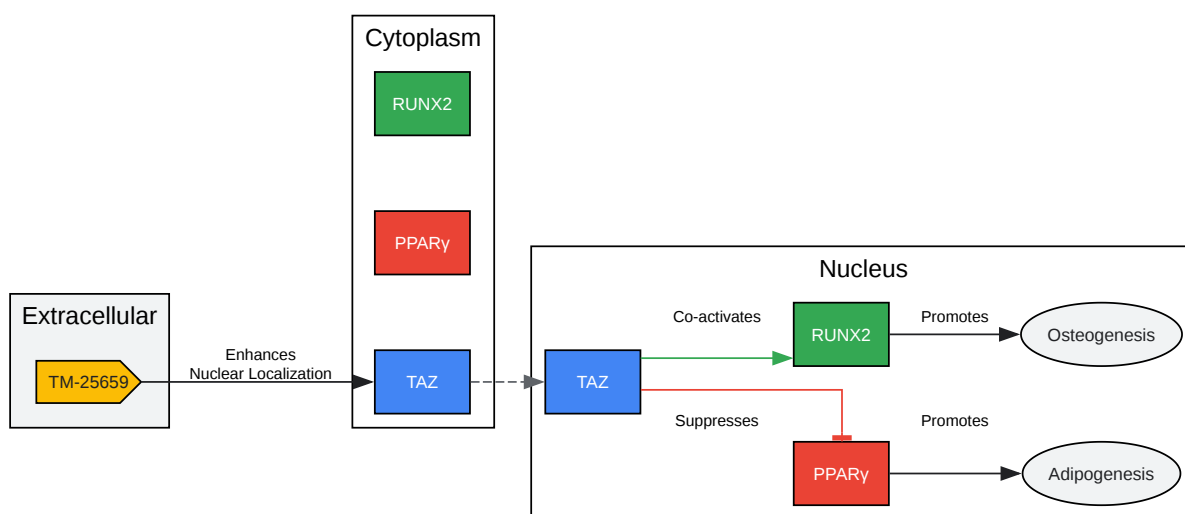 Cytoplasm
RUNX2
PPARγ
TAZ
Extracellular
TM-25659
Enhances
Nuclear Localization
Nucleus
TAZ
Co-activates
RUNX2
Promotes
Osteogenesis
Suppresses
PPARγ
Promotes
Adipogenesis